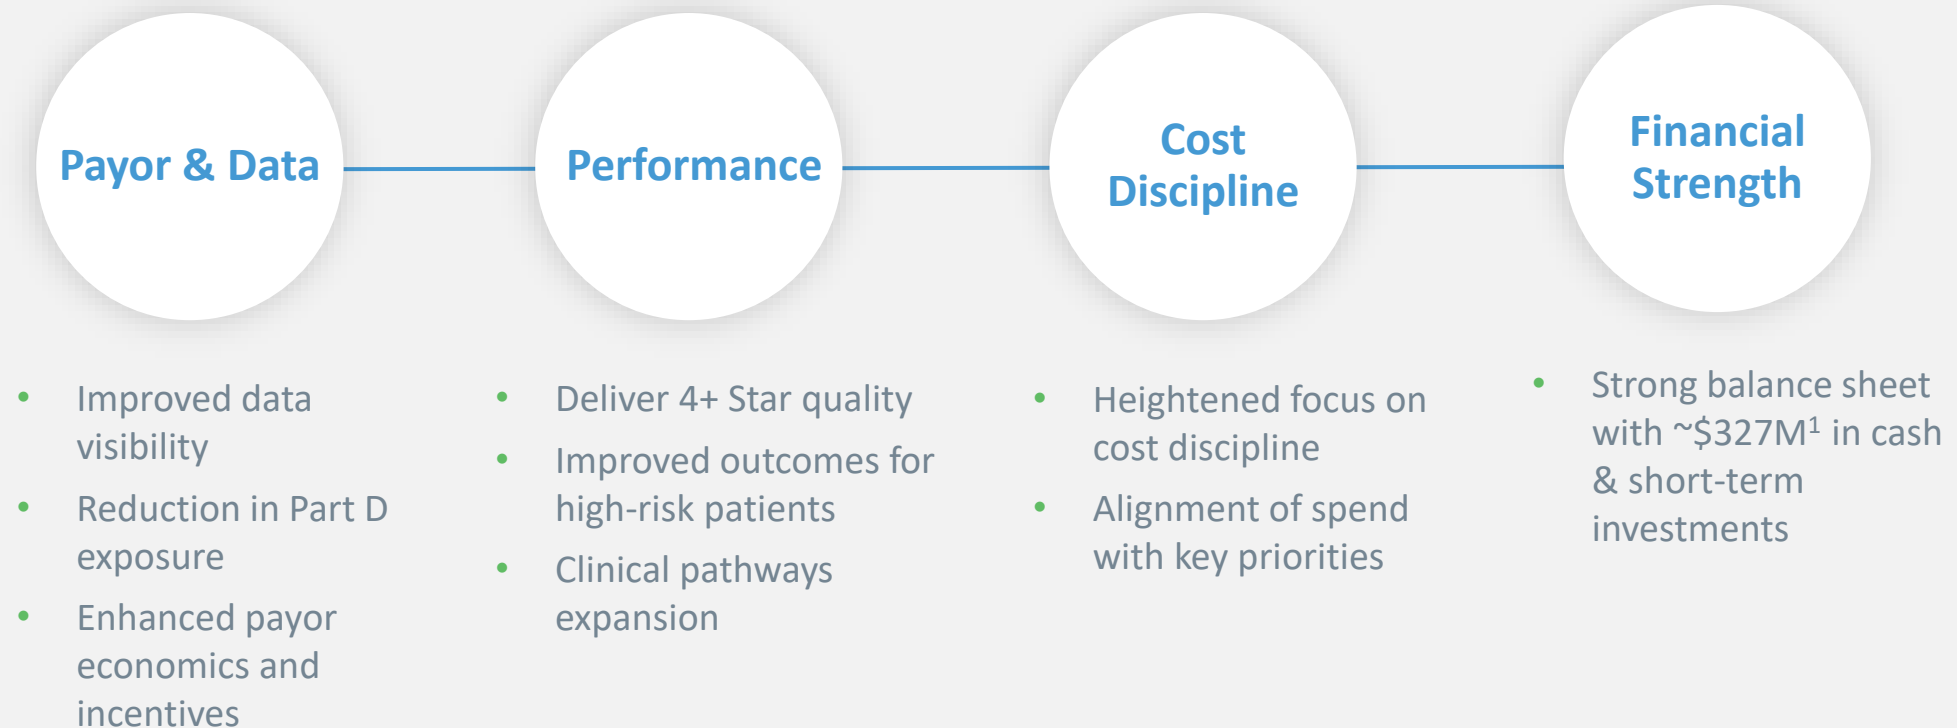 Payor & Data
Performance
Cost
Discipline
Financial
Strength
• Improved data
visibility
• Reduction in Part D
exposure
• Enhanced payor
economics and
incentives
• Deliver 4+ Star quality
• Improved outcomes for
high-risk patients
• Clinical pathways
expansion
• Heightened focus on
cost discipline
• Alignment of spend
with key priorities
• Strong balance sheet
with ~$327M¹ in cash
& short-term
investments